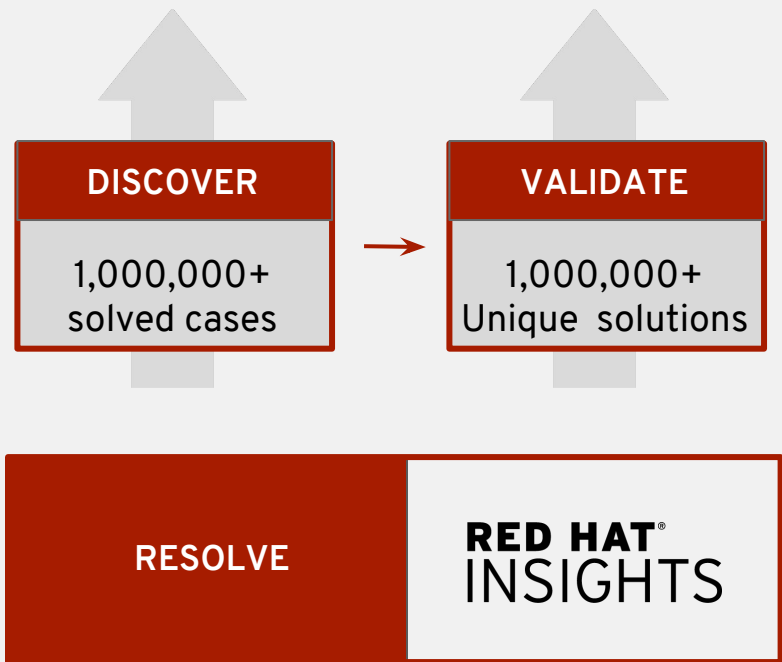 DISCOVER
1,000,000+
solved cases
VALIDATE
1,000,000+
Unique solutions
RESOLVE
RED HAT®
INSIGHTS